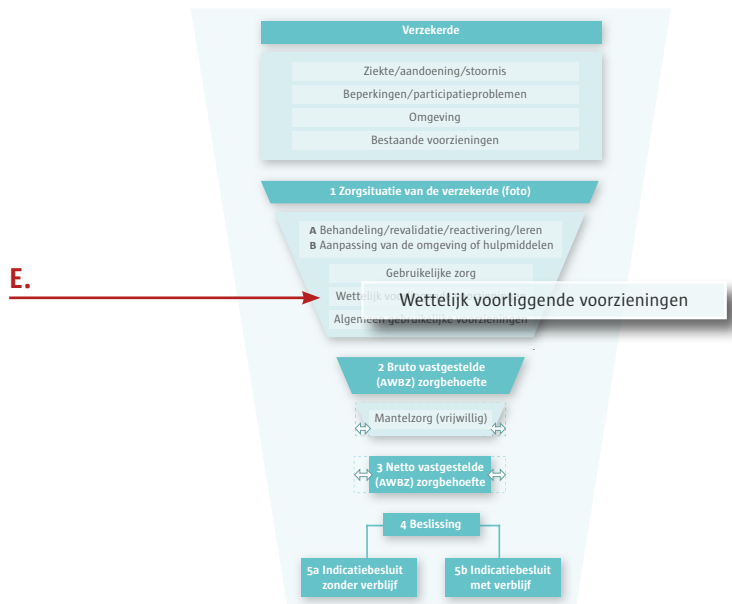 Verzekerde
Ziekte/aandoening/stoornis
Beperkingen/participatieproblemen
Omgeving
Bestaande voorzieningen
1 Zorgsituatie van de verzekerde (foto)
A Behandeling/revalidatie/reactivering/leren
B Aanpassing van de omgeving of hulpmiddelen
Gebruikelijke zorg
E.
Wettelijk
Wettelijk voorliggende voorzieningen
Algemeen gebruikelijke voorzieningen
2 Bruto vastgestelde
(AWBZ) zorgbehoefte
Mantelzorg (vrijwillig)
3 Netto vastgestelde
(AWBZ) zorgbehoefte
4 Beslissing
5a Indicatiebesluit
zonder verblijf
5b Indicatiebesluit
met verblijf